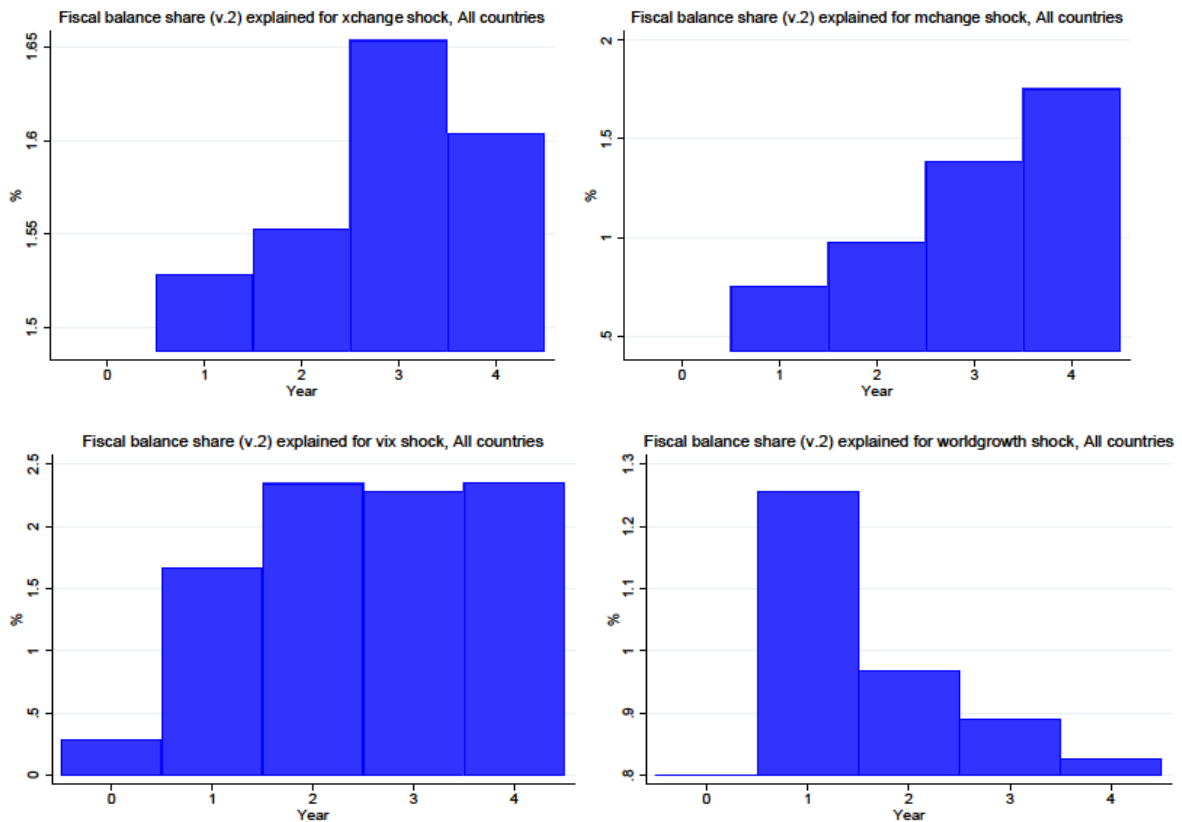 Fiscal balance share (v.2) explained for xchange shock, All countries
%
1.65
1.6
1.55
1.5
0 1 2 3 4
Year
Fiscal balance share (v.2) explained for mchange shock, All countries
%
2
1.5
1
.5
0 1 2 3 4
Year
Fiscal balance share (v.2) explained for vix shock, All countries
%
2.5
2
1.5
1
.5
0
0 1 2 3 4
Year
Fiscal balance share (v.2) explained for worldgrowth shock, All countries
%
1.3
1.2
1.1
1
.9
.8
0 1 2 3 4
Year